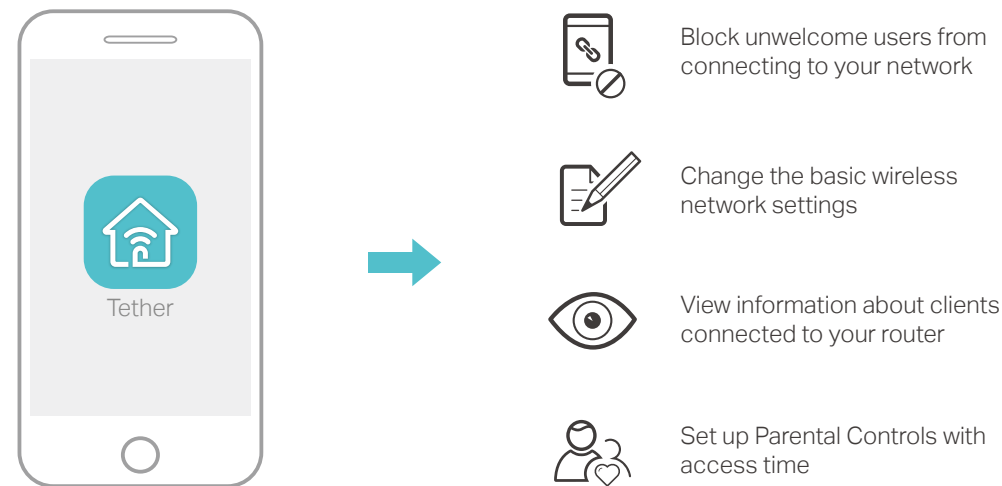 Tether
Block unwelcome users from
connecting to your network
Change the basic wireless
network settings
View information about clients
connected to your router
Set up Parental Controls with
access time